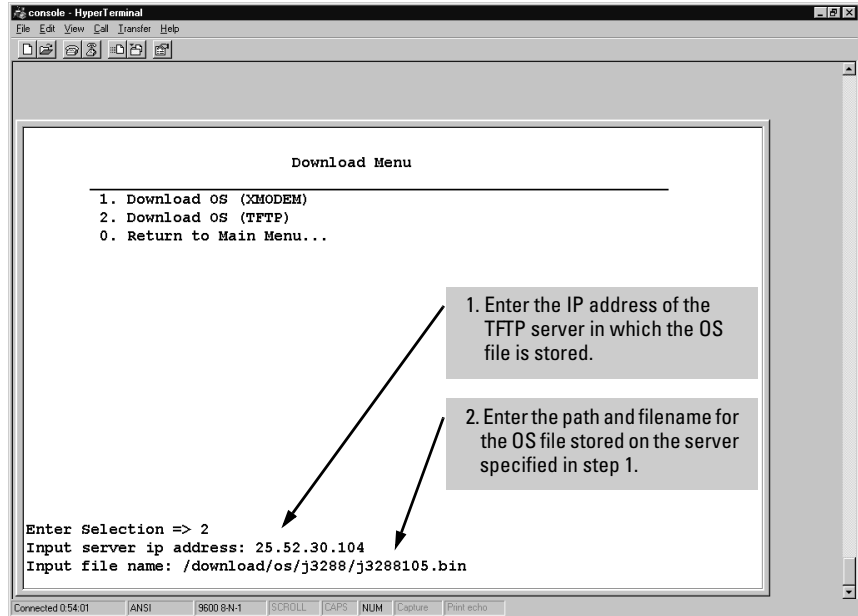 console - HyperTerminal
File Edit View Call Transfer Help
Download Menu
1. Download OS (XMODEM)
2. Download OS (TFTP)
0. Return to Main Menu...
1. Enter the IP address of the
TFTP server in which the OS
file is stored.
2. Enter the path and filename for
the OS file stored on the server
specified in step 1.
Enter Selection => 2
Input server ip address: 25.52.30.104
Input file name: /download/os/j3288/j3288105.bin
Connected 0:54:01 ANSI 9600 8-N-1 SCROLL CAPS NUM Capture Print echo